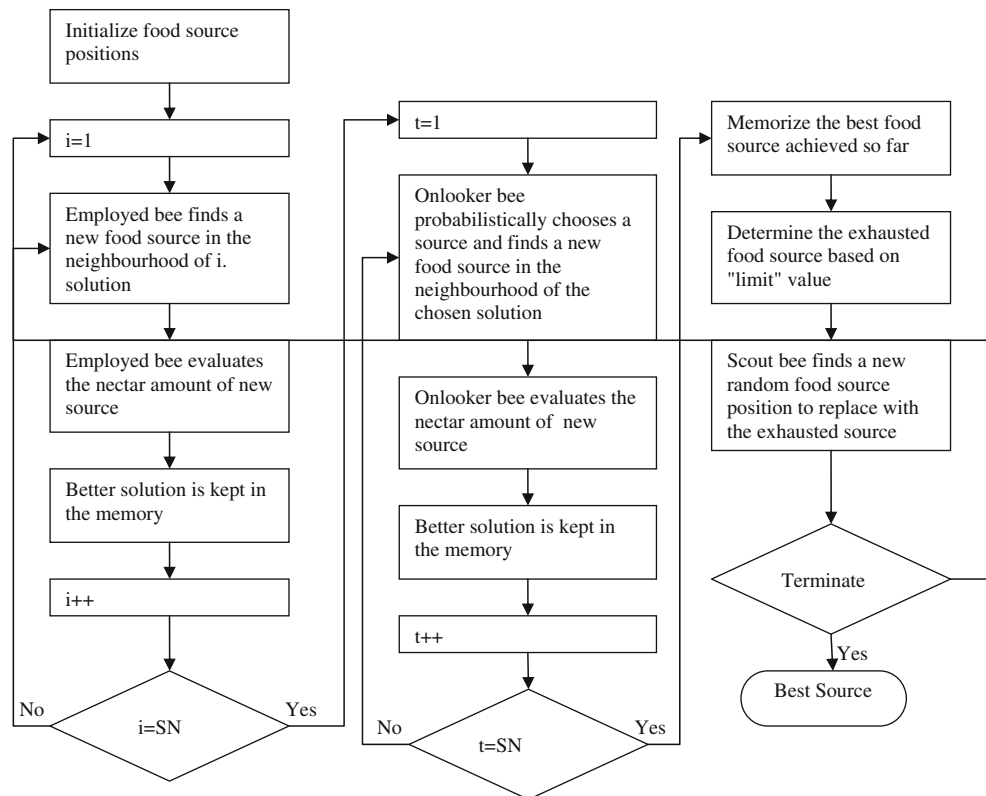 Initialize food source
positions
i=1
Employed bee finds a
new food source in the
neighbourhood of i.
solution
Employed bee evaluates
the nectar amount of new
source
Better solution is kept in
the memory
i++
No
i=SN
Yes
t=1
Onlooker bee
probabilistically chooses a
source and finds a new
food source in the
neighbourhood of the
chosen solution
Onlooker bee evaluates the
nectar amount of new
source
Better solution is kept in
the memory
t++
No
t=SN
Yes
Memorize the best food
source achieved so far
Determine the exhausted
food source based on
"limit" value
Scout bee finds a new
random food source
position to replace with
the exhausted source
Terminate
Yes
Best Source